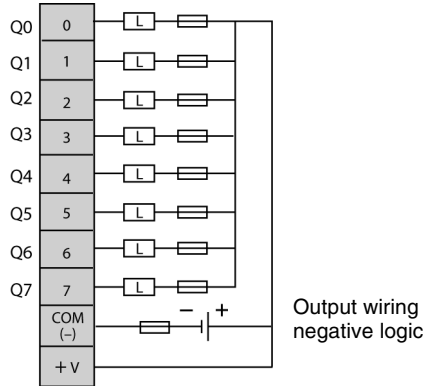 Q0 0 L
Q1 1 L
Q2 2 L
Q3 3 L
Q4 4 L
Q5 5 L
Q6 6 L
Q7 7 L
COM
(–) – +
+ V
Output wiring
negative logic